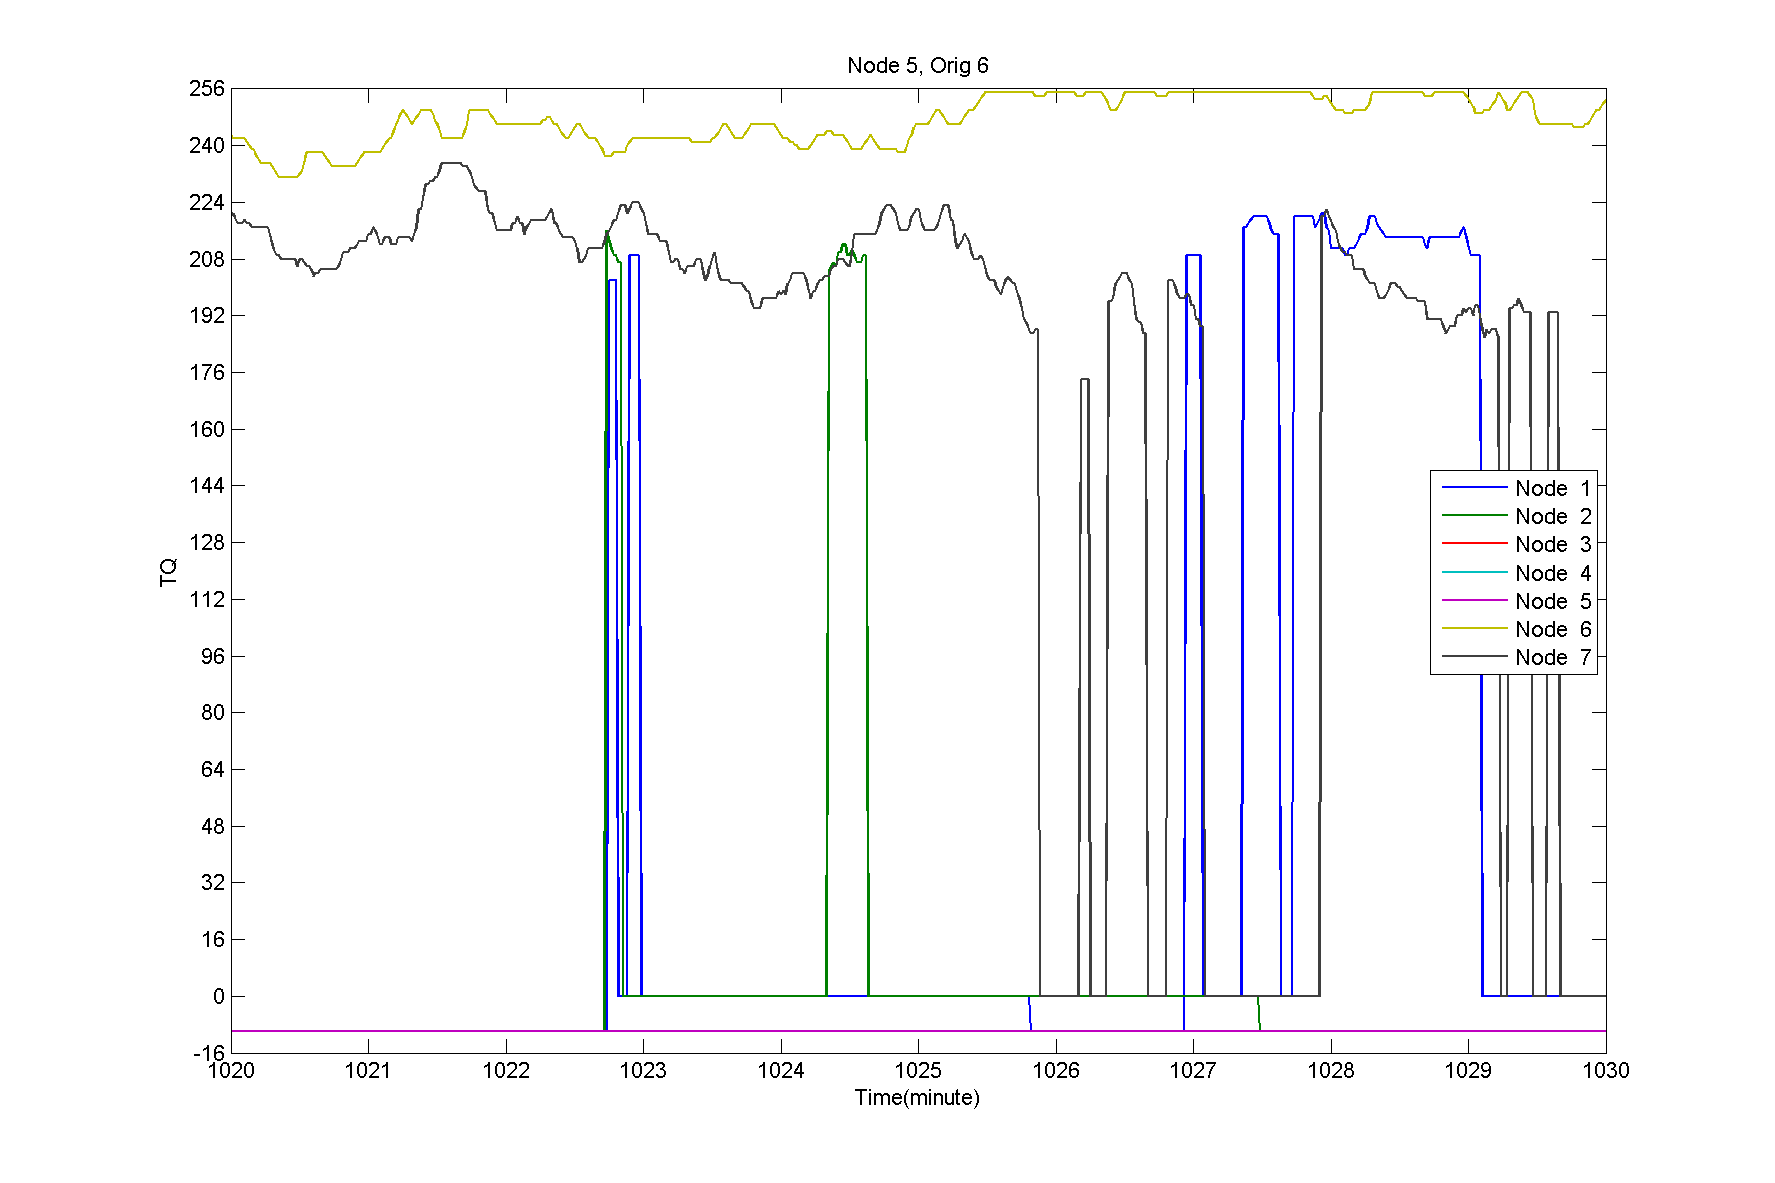 Node 5, Orig 6
256
240
224
208
192
176
160
144
128
112
96
80
64
48
32
16
0
-16
TQ
Node 1
Node 2
Node 3
Node 4
Node 5
Node 6
Node 7
1020 1021 1022 1023 1024 1025 1026 1027 1028 1029 1030
Time(minute)